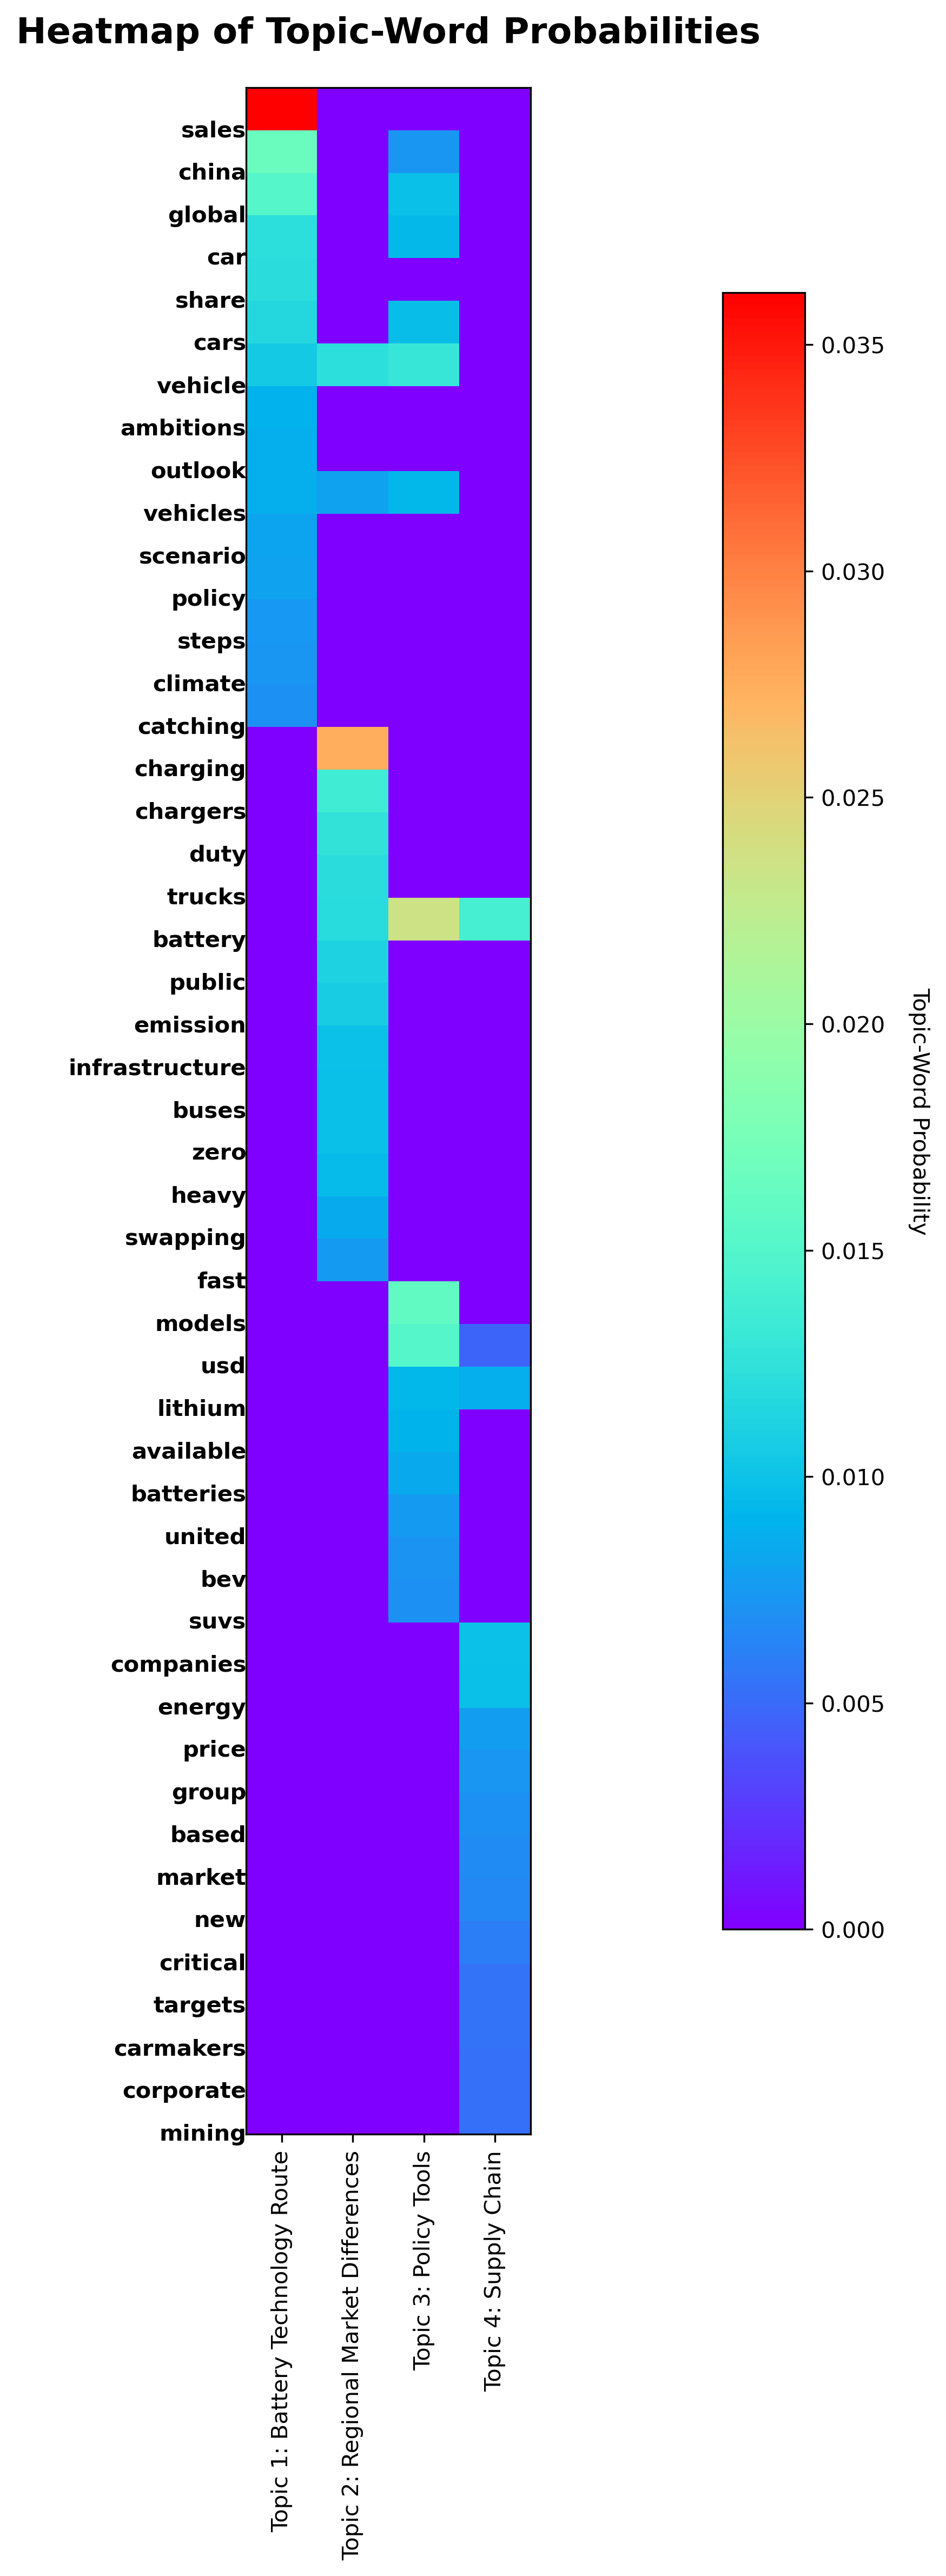 Heatmap of Topic-Word Probabilities
sales
china
global
car
share
cars
vehicle
ambitions
outlook
vehicles
scenario
policy
steps
climate
catching
charging
chargers
duty
trucks
battery
public
emission
infrastructure
buses
zero
heavy
swapping
fast
models
usd
lithium
available
batteries
united
bev
suvs
companies
energy
price
group
based
market
new
critical
targets
carmakers
corporate
mining
Topic 1: Battery Technology Route
Topic 2: Regional Market Differences
Topic 3: Policy Tools
Topic 4: Supply Chain
0.035
0.030
0.025
0.020
0.015
0.010
0.005
0.000
Topic-Word Probability